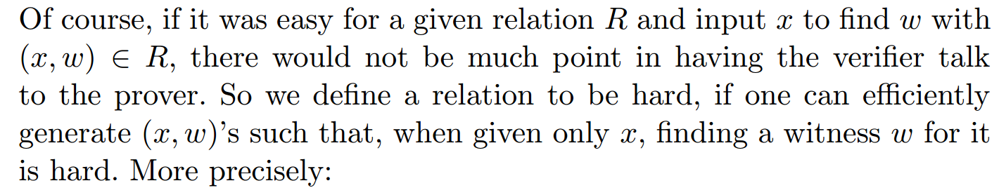 Of course, if it was easy for a given relation R and input x to find w with
(x, w) ∈ R, there would not be much point in having the verifier talk
to the prover. So we define a relation to be hard, if one can efficiently
generate (x, w)’s such that, when given only x, finding a witness w for it
is hard. More precisely: